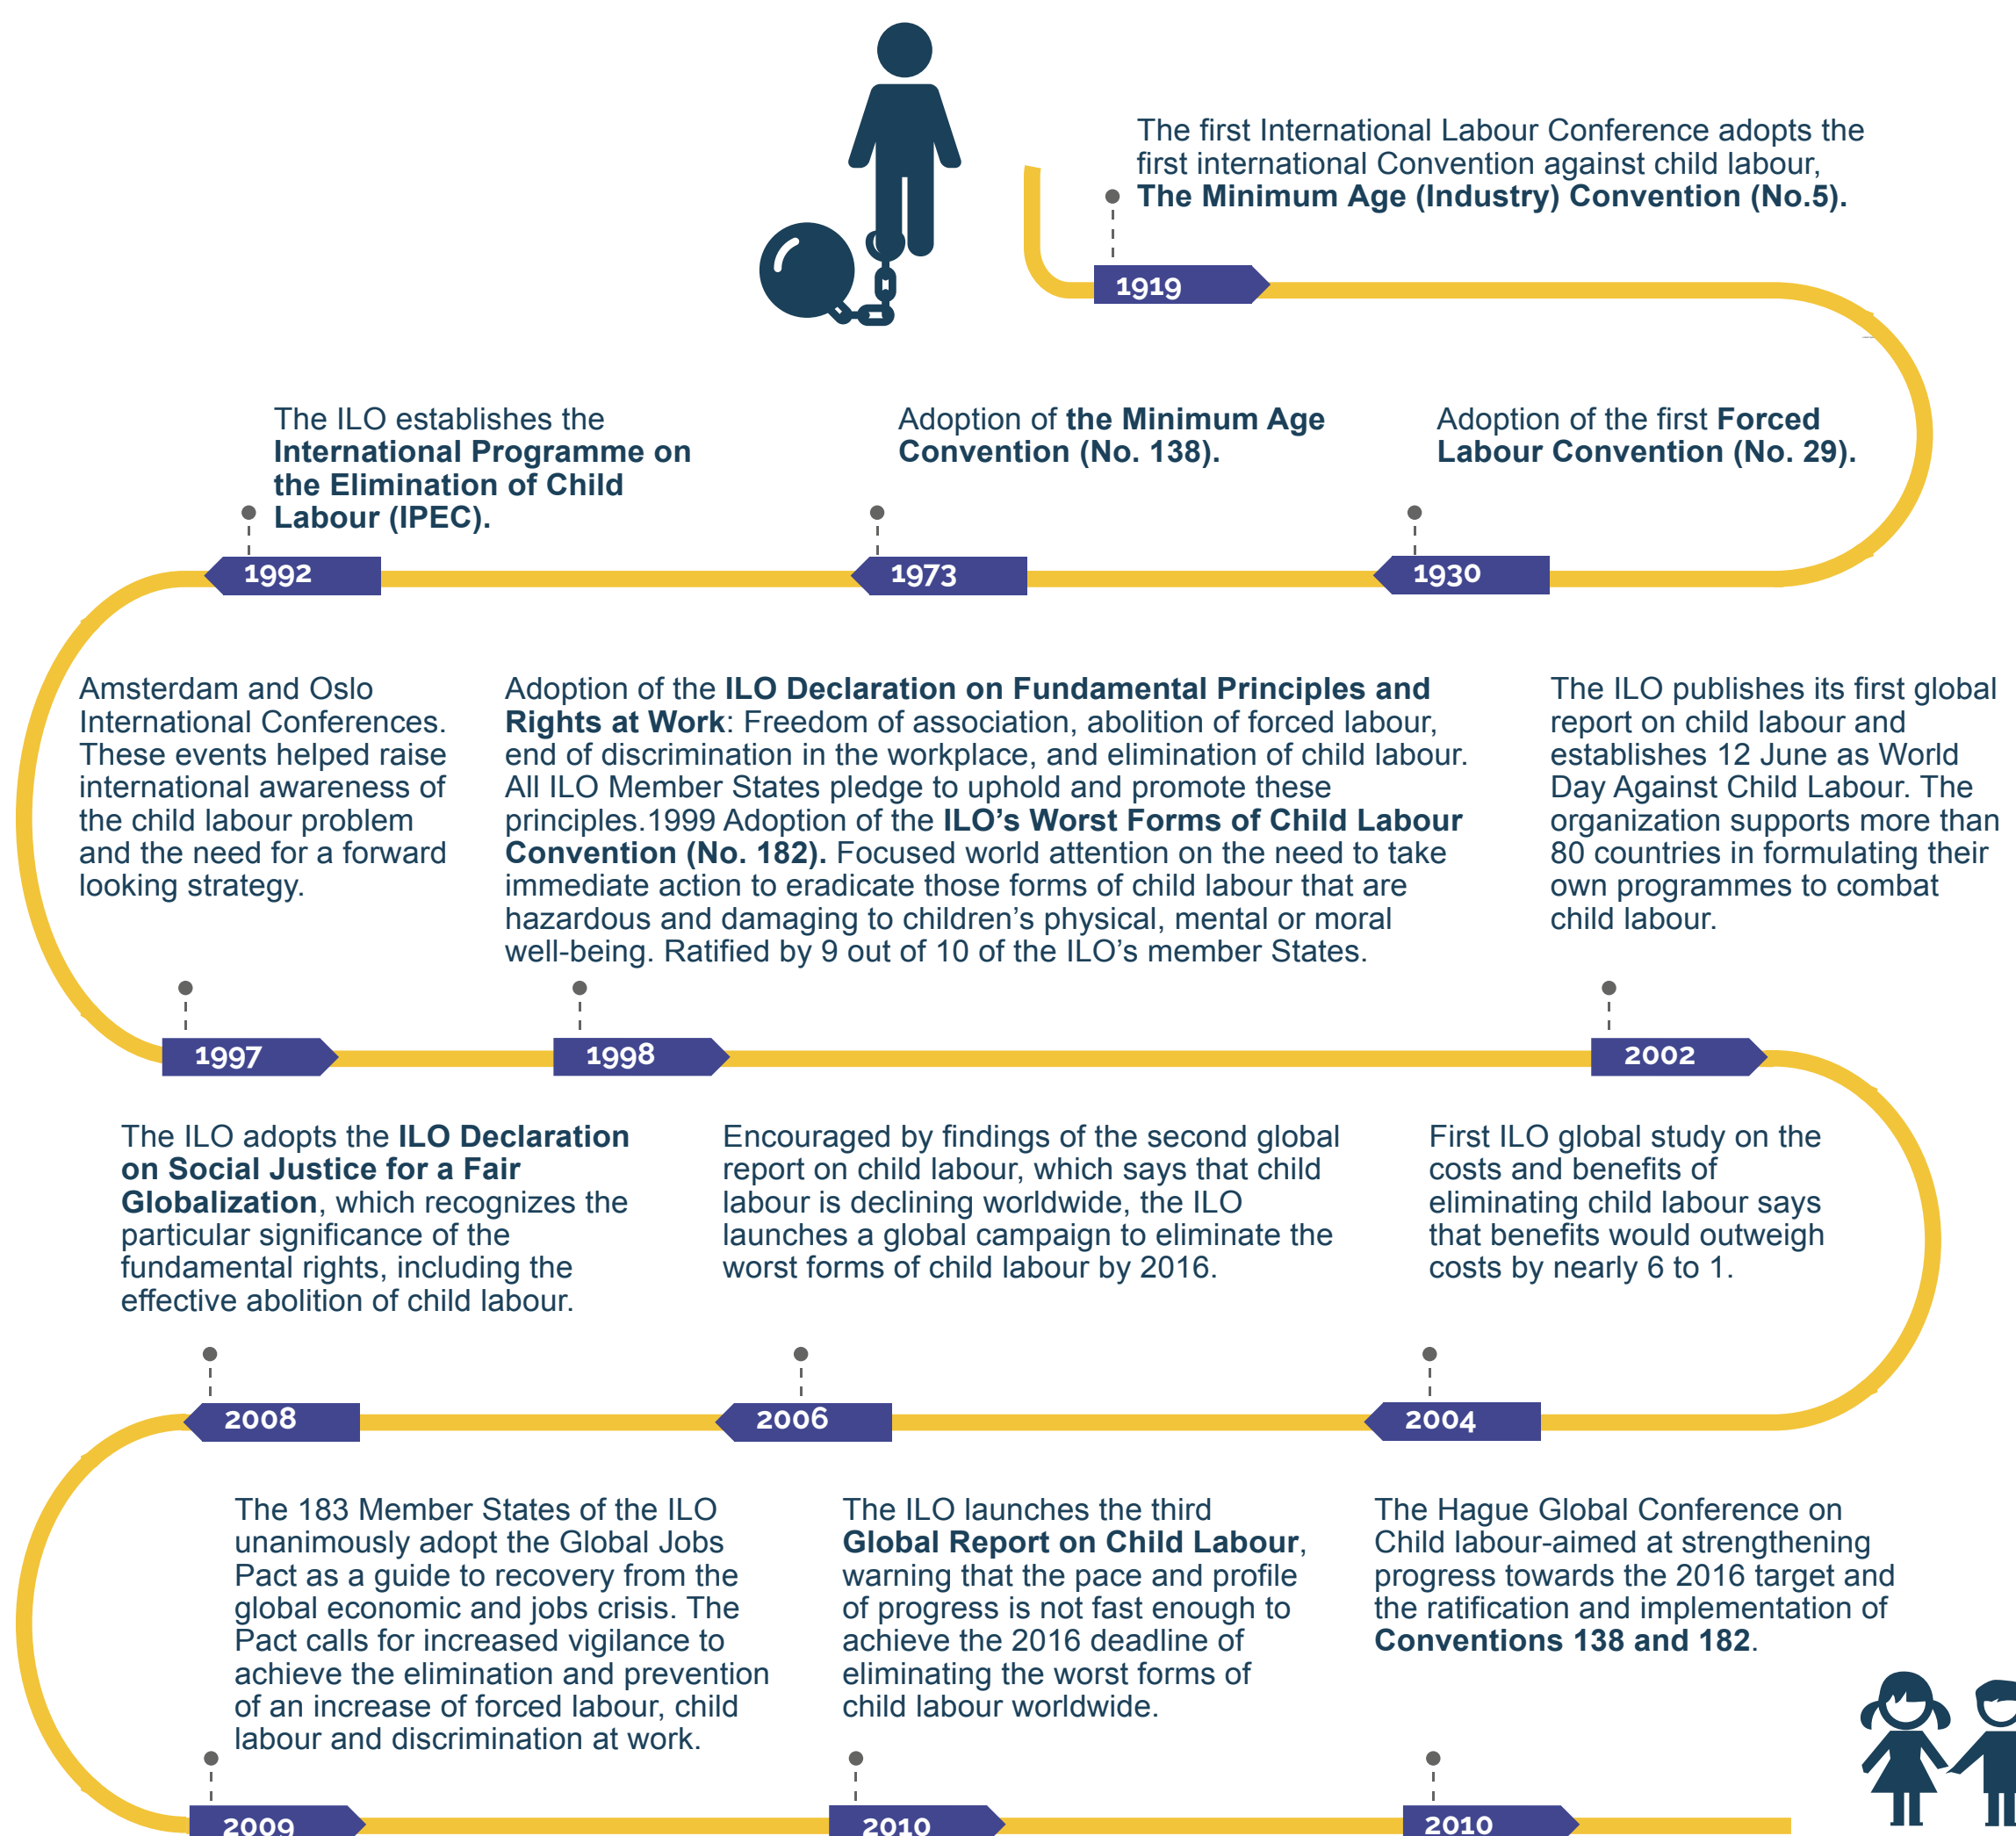 The first International Labour Conference adopts the
first international Convention against child labour,
The Minimum Age (Industry) Convention (No.5).
1919
Adoption of the first Forced
Labour Convention (No. 29).
1930
Adoption of the Minimum Age
Convention (No. 138).
1973
The ILO establishes the
International Programme on
the Elimination of Child
Labour (IPEC).
1992
Amsterdam and Oslo
International Conferences.
These events helped raise
international awareness of
the child labour problem
and the need for a forward
looking strategy.
1997
Adoption of the ILO Declaration on Fundamental Principles and
Rights at Work: Freedom of association, abolition of forced labour,
end of discrimination in the workplace, and elimination of child labour.
All ILO Member States pledge to uphold and promote these
principles.1999 Adoption of the ILO’s Worst Forms of Child Labour
Convention (No. 182). Focused world attention on the need to take
immediate action to eradicate those forms of child labour that are
hazardous and damaging to children’s physical, mental or moral
well-being. Ratified by 9 out of 10 of the ILO’s member States.
1998
The ILO publishes its first global
report on child labour and
establishes 12 June as World
Day Against Child Labour. The
organization supports more than
80 countries in formulating their
own programmes to combat
child labour.
2002
First ILO global study on the
costs and benefits of
eliminating child labour says
that benefits would outweigh
costs by nearly 6 to 1.
2004
Encouraged by findings of the second global
report on child labour, which says that child
labour is declining worldwide, the ILO
launches a global campaign to eliminate the
worst forms of child labour by 2016.
2006
The ILO adopts the ILO Declaration
on Social Justice for a Fair
Globalization, which recognizes the
particular significance of the
fundamental rights, including the
effective abolition of child labour.
2008
The 183 Member States of the ILO
unanimously adopt the Global Jobs
Pact as a guide to recovery from the
global economic and jobs crisis. The
Pact calls for increased vigilance to
achieve the elimination and prevention
of an increase of forced labour, child
labour and discrimination at work.
2009
The ILO launches the third
Global Report on Child Labour,
warning that the pace and profile
of progress is not fast enough to
achieve the 2016 deadline of
eliminating the worst forms of
child labour worldwide.
2010
The Hague Global Conference on
Child labour-aimed at strengthening
progress towards the 2016 target and
the ratification and implementation of
Conventions 138 and 182.
2010